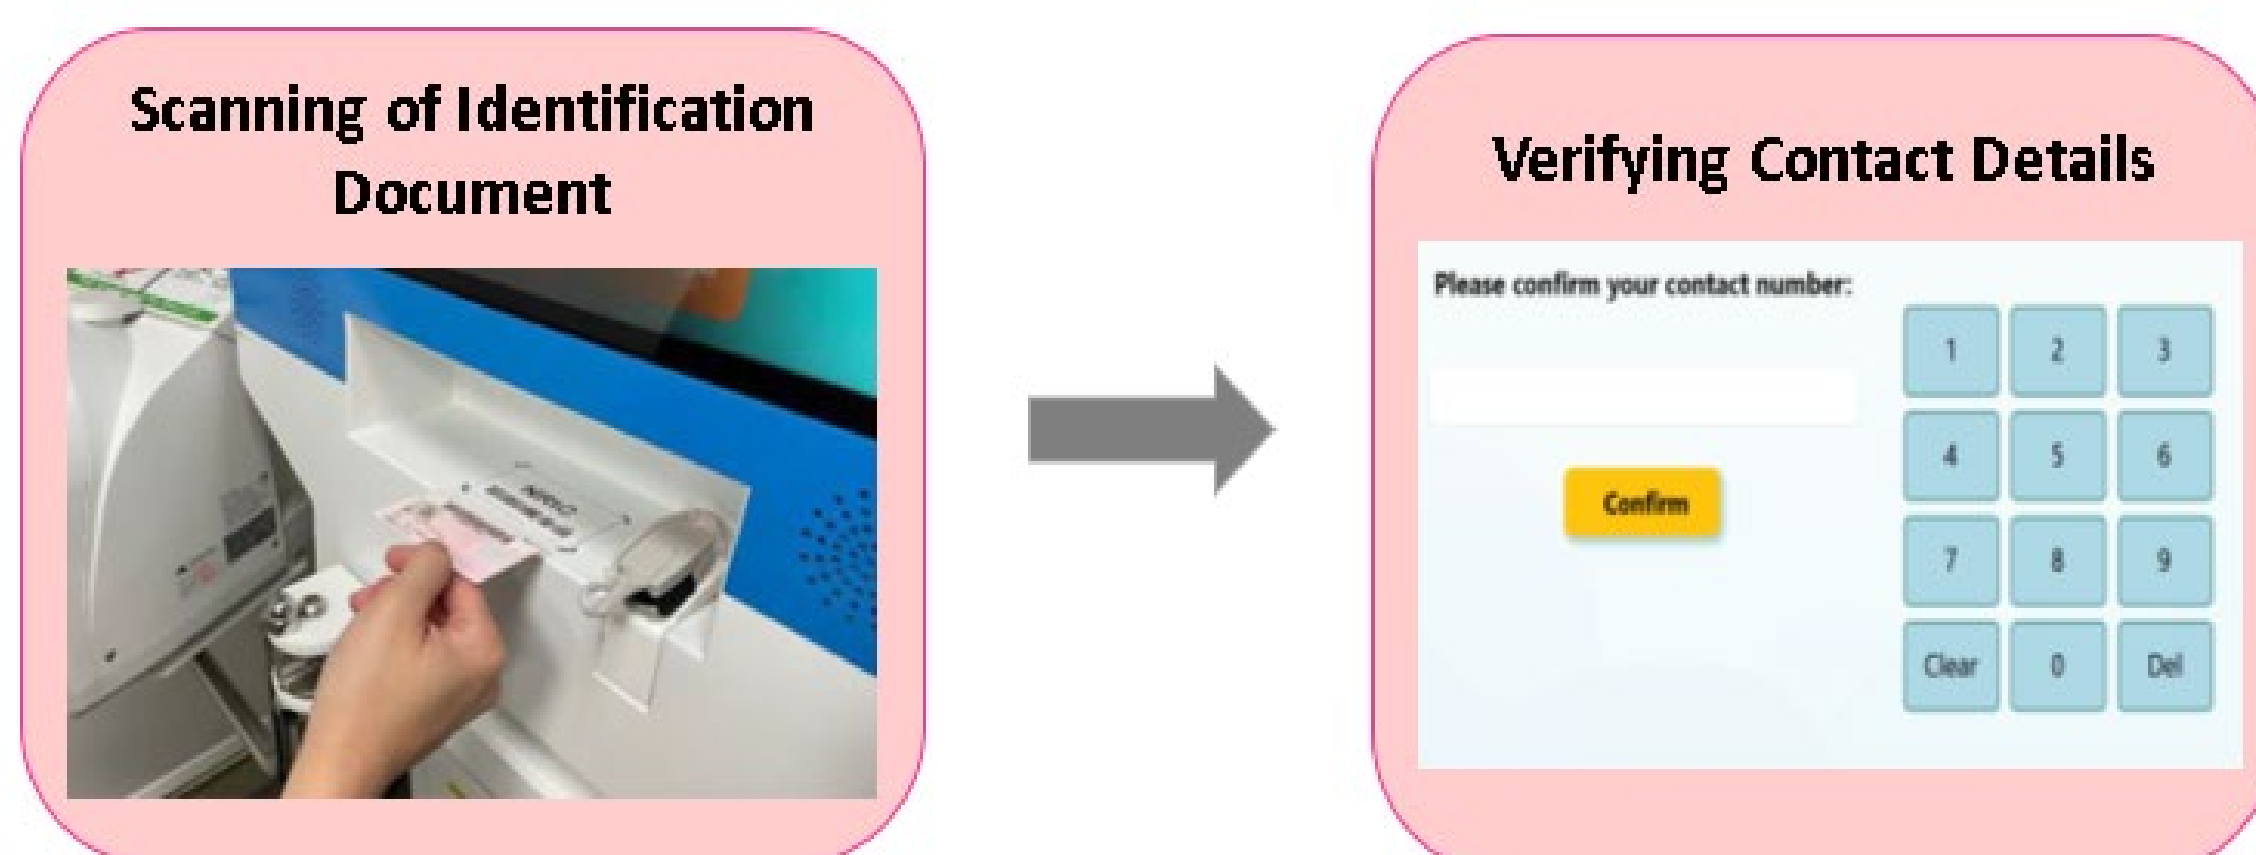 Scanning of Identification
Document
NRIC
Verifying Contact Details
Please confirm your contact number:
1 2 3
4 5 6
7 8 9
Clear 0 Del
Confirm